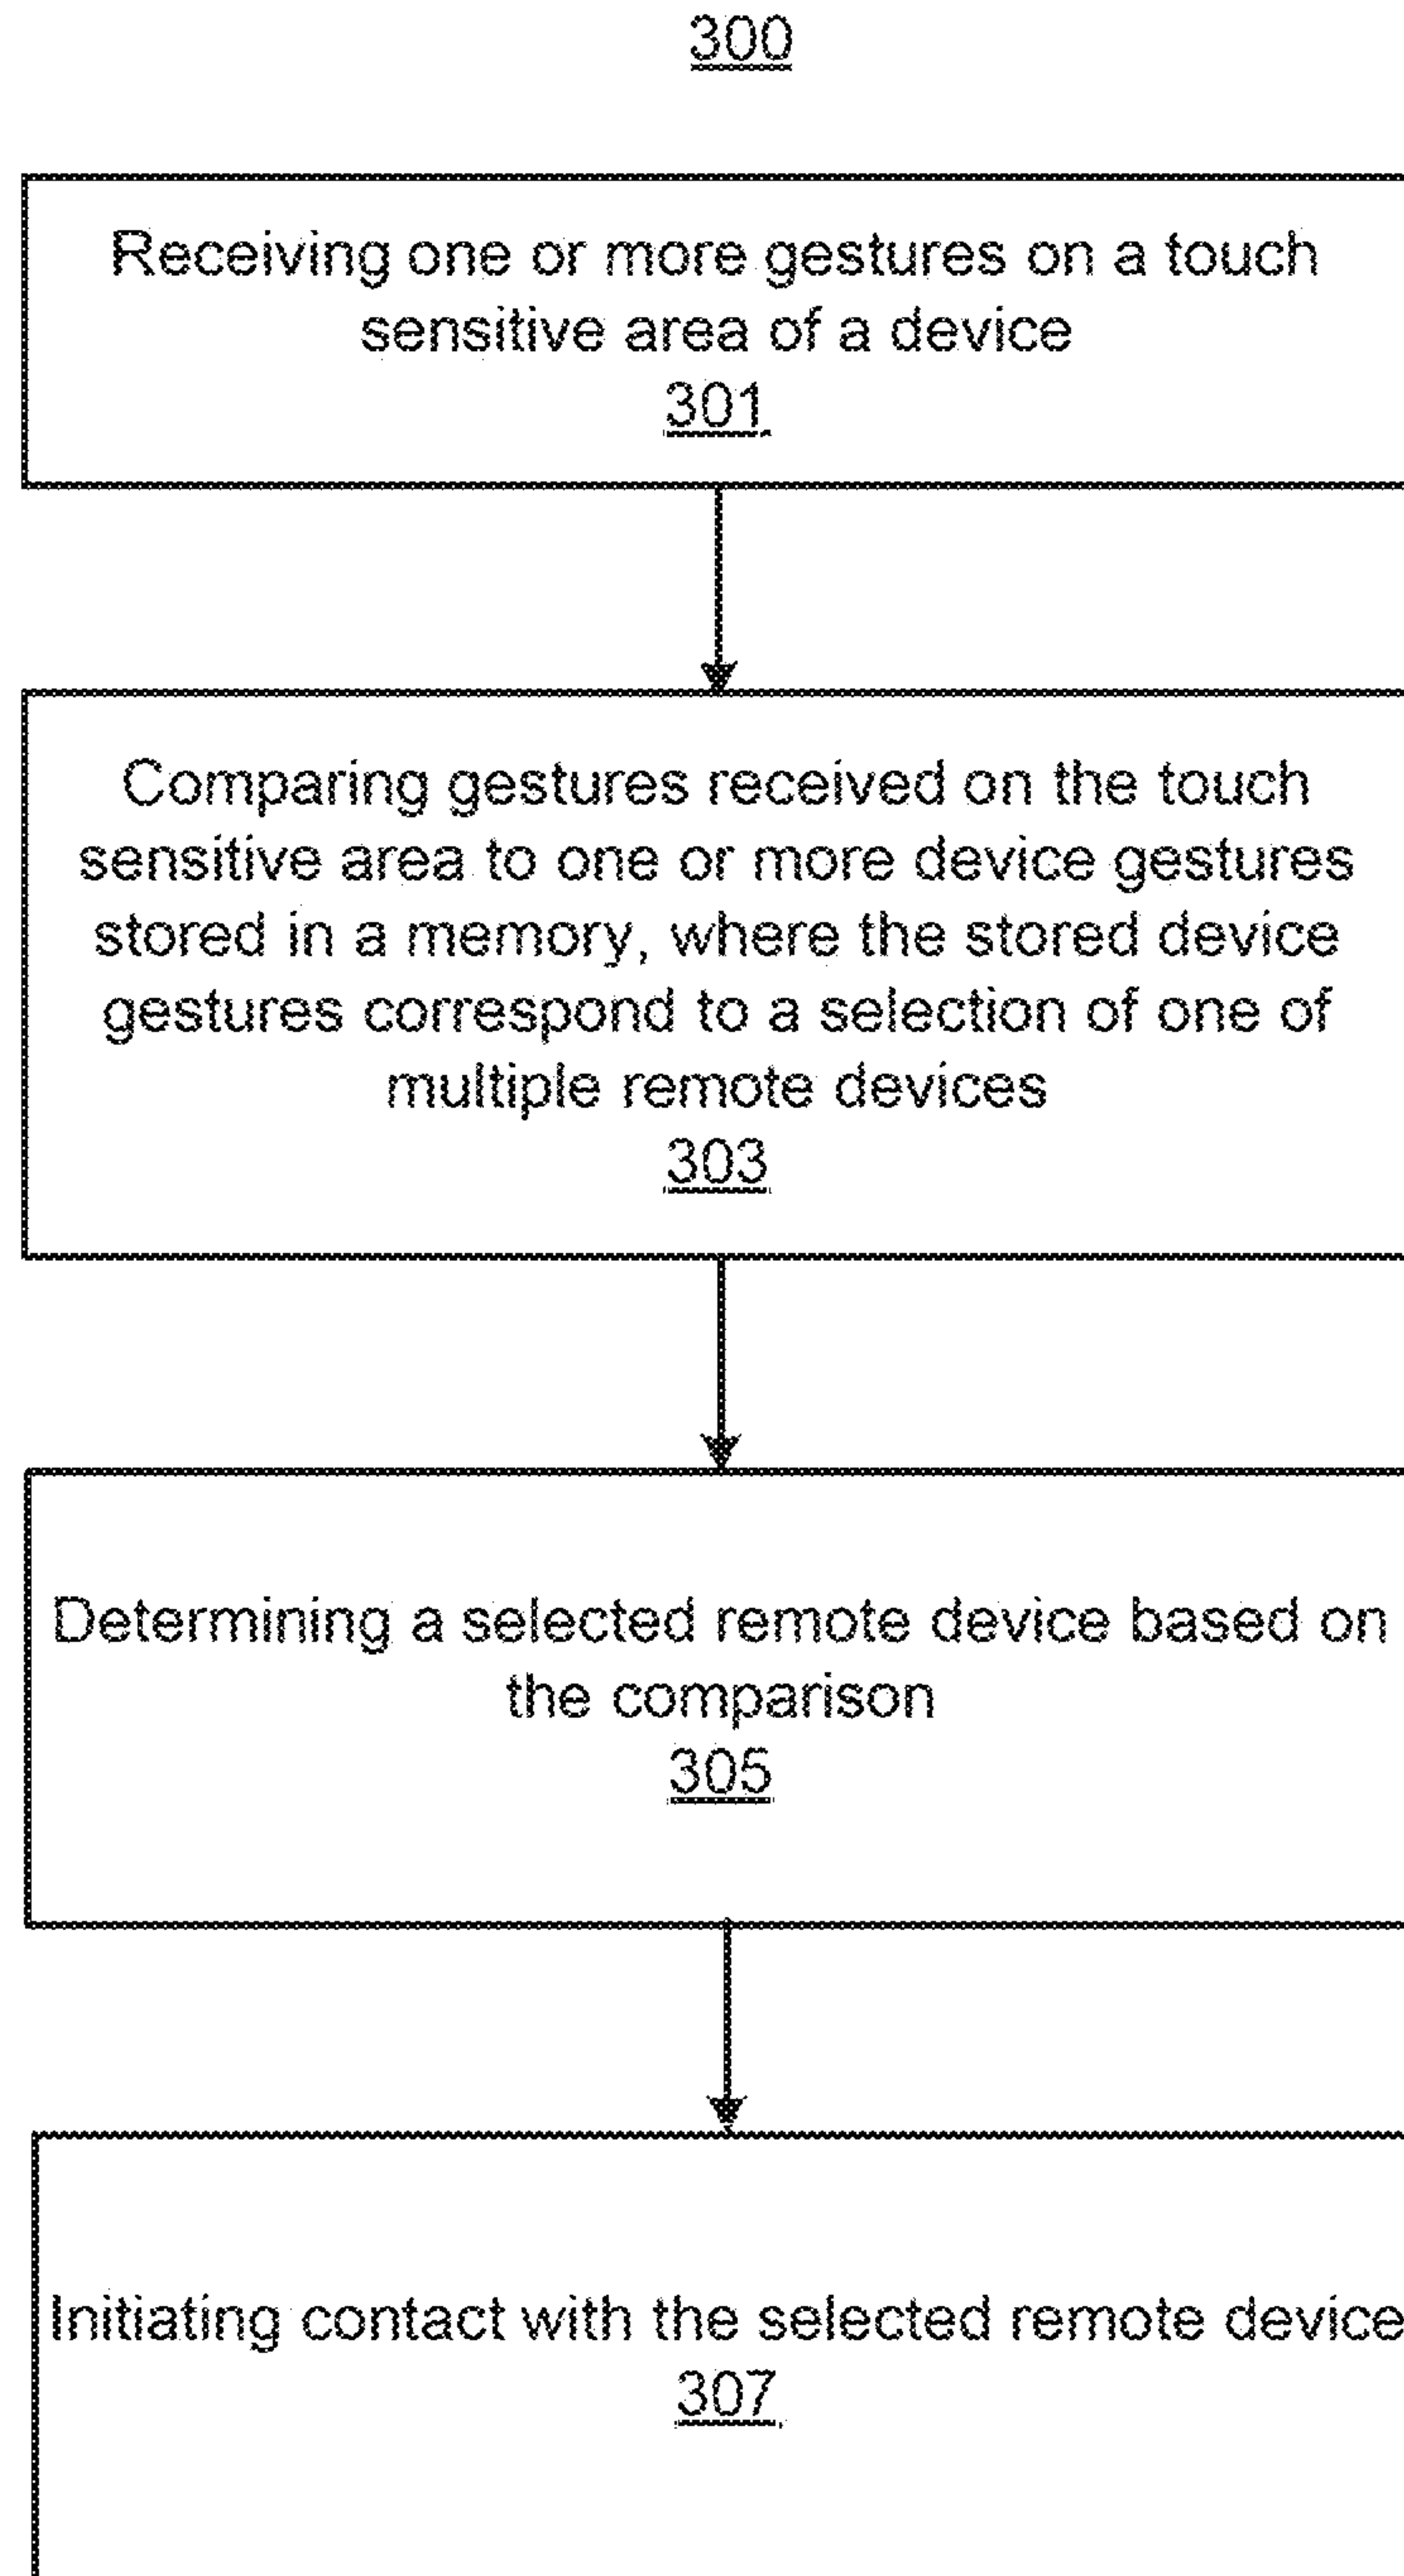 300
Receiving one or more gestures on a touch
sensitive area of a device
301
Comparing gestures received on the touch
sensitive area to one or more device gestures
stored in a memory, where the stored device
gestures correspond to a selection of one of
multiple remote devices
303
Determining a selected remote device based on
the comparison
305
Initiating contact with the selected remote device
307